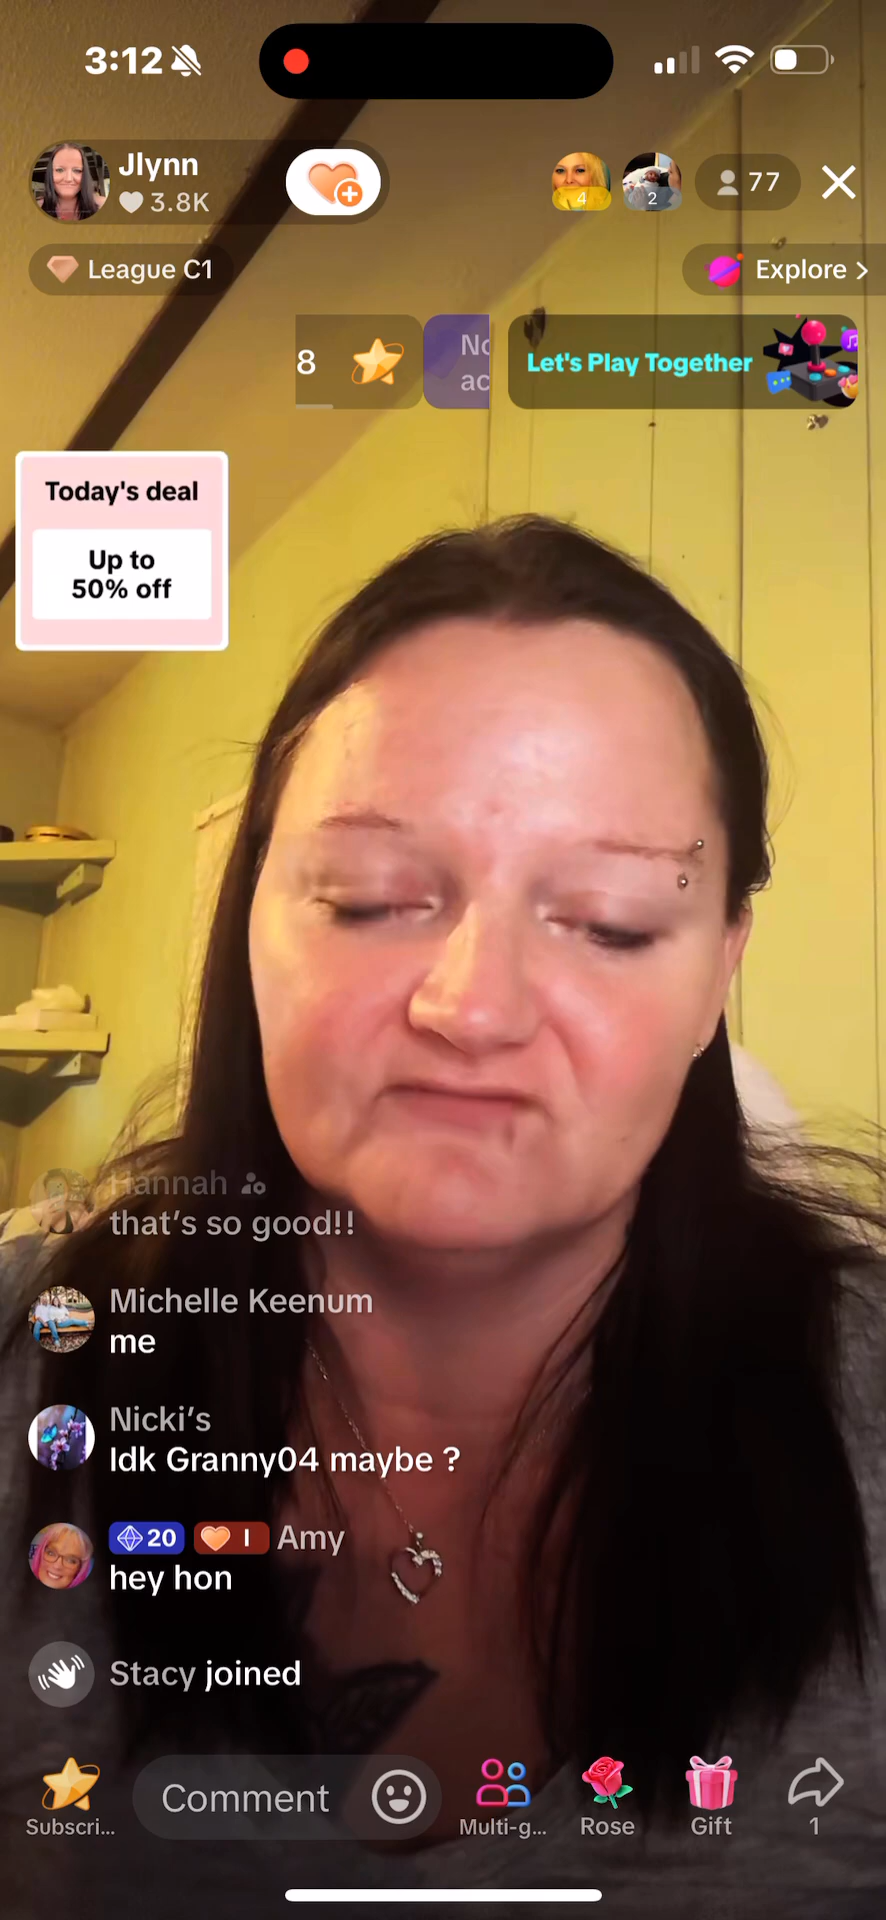 3:12
Jlynn
3.8K
4
2
77
League C1
Explore >
8
No
ac
Let's Play Together
Today's deal
Up to
50% off
Hannah
that's so good!!
Michelle Keenum
me
Nicki's
Idk Granny04 maybe ?
20 I Amy
hey hon
Stacy joined
Comment
Subscri...
Multi-g...
Rose
Gift
1